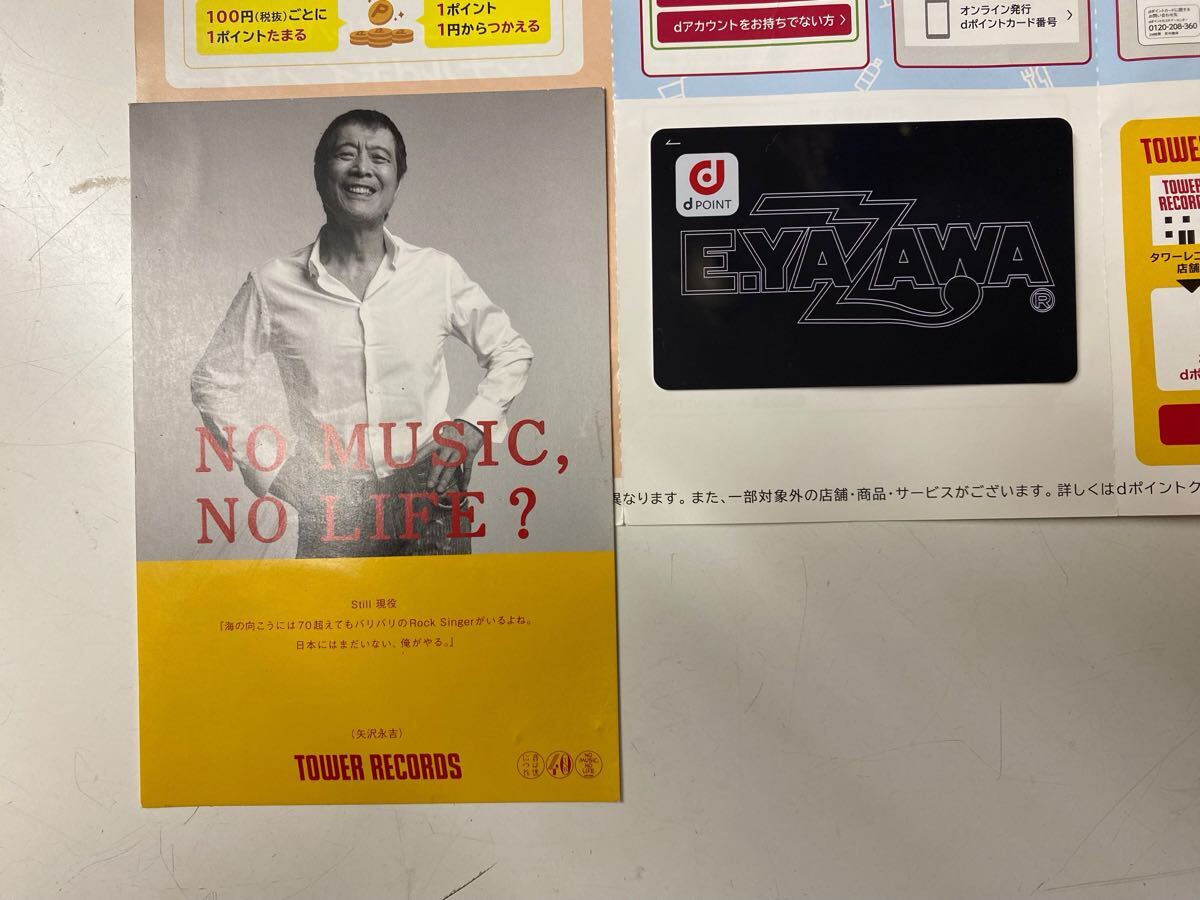 100円(税抜)ごとに
1ポイントたまる
P
1ポイント
1円からつかえる
dアカウントをお持ちでない方 >
オンライン発行
dポイントカード番号 >
0120-208-360
NO MUSIC,
NO LIFE ?
Still 現役
『海の向こうには70超えてもバリバリのRock Singerがいるよね。
日本にはまだいない、俺がやる。』
(矢沢永吉)
TOWER RECORDS
NO MUSIC, NO LIFE.
d POINT
E.YAZAWA
®
異なります。また、一部対象外の店舗・商品・サービスがございます。詳しくはdポイントク
TOWE
TOWER
RECOR
タワーレコ
店舗
dポ